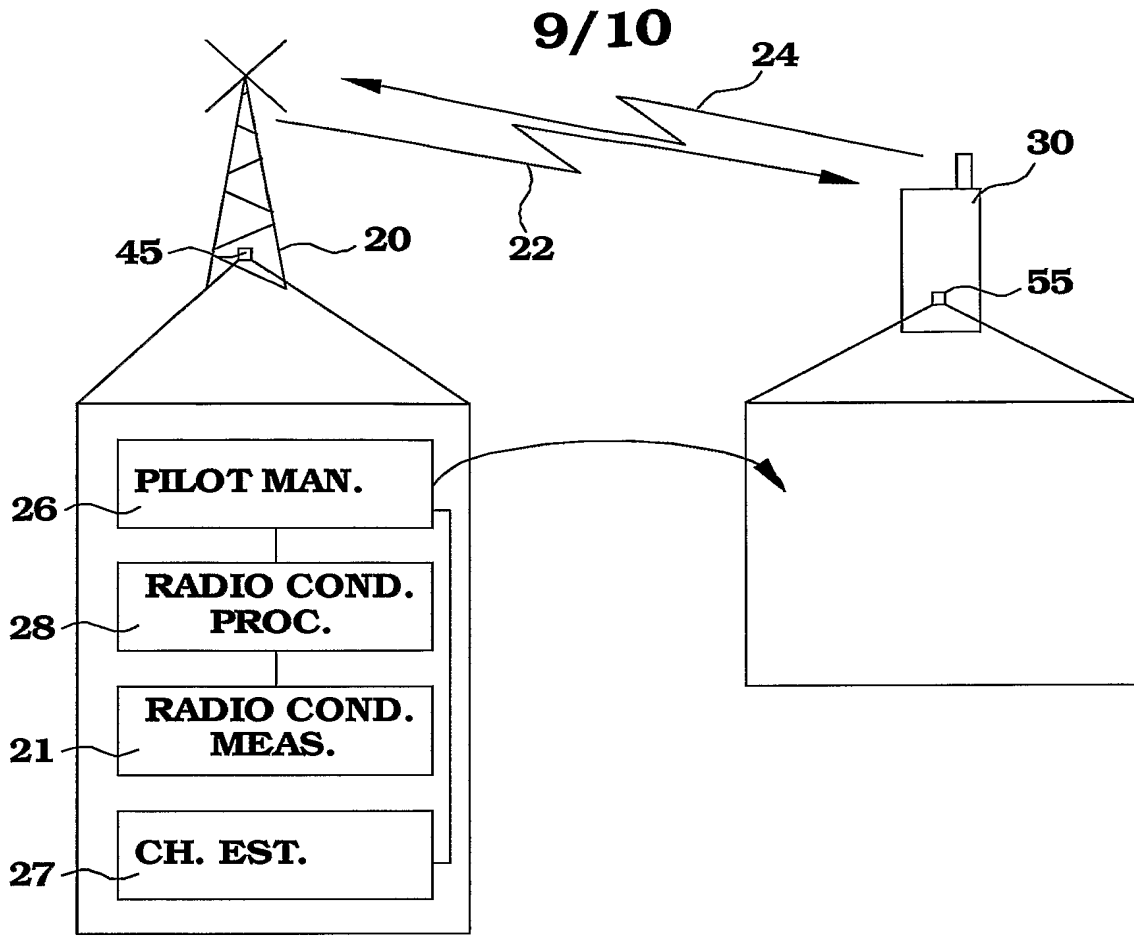 9/10
24
30
45
20
22
55
PILOT MAN.
26
RADIO COND.
PROC.
28
RADIO COND.
MEAS.
21
CH. EST.
27